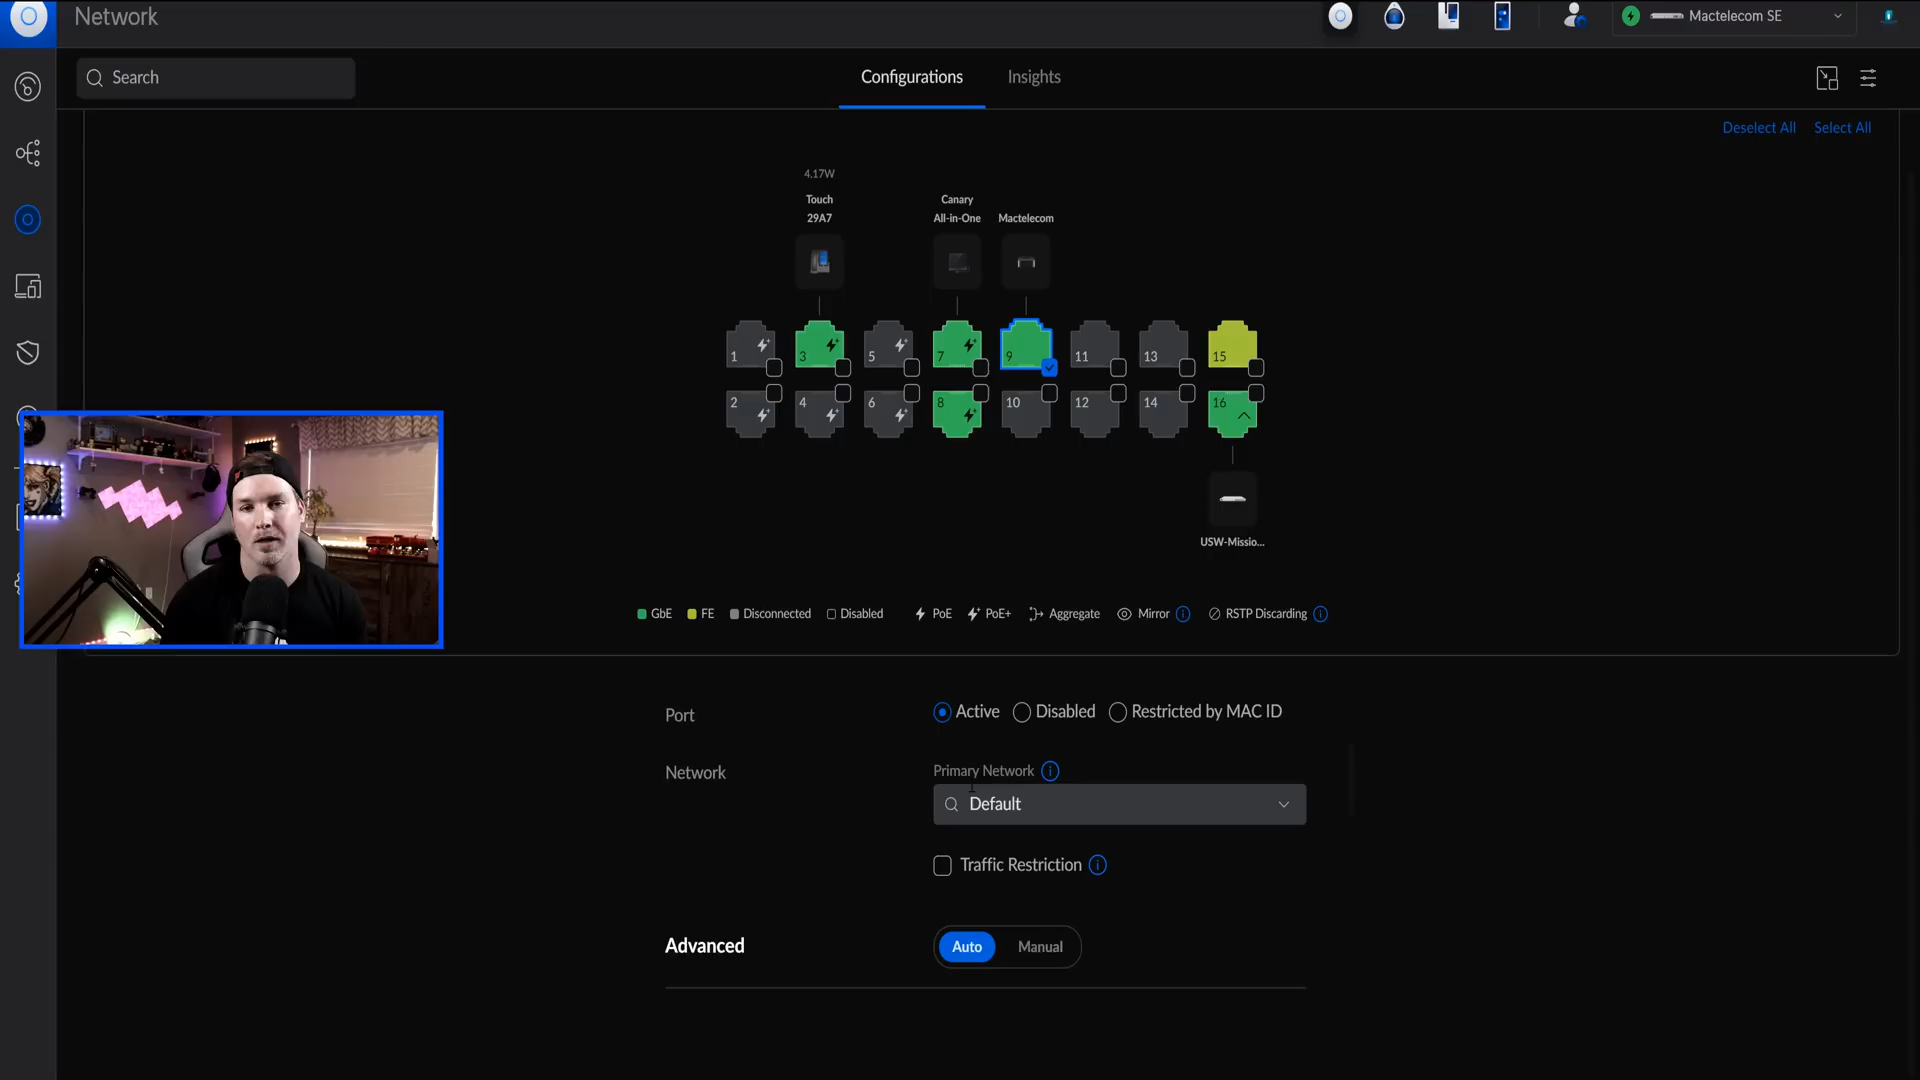 Network
Mactelecom SE
Search
Configurations
Insights
Deselect All
Select All
4.17W
Touch
29A7
Canary
All-in-One
Mactelecom
1
3
5
7
9
11
13
15
2
4
6
8
10
12
14
16
USW-Missio...
GbE
FE
Disconnected
Disabled
PoE
PoE+
Aggregate
Mirror
RSTP Discarding
Port
Active
Disabled
Restricted by MAC ID
Network
Primary Network
Default
Traffic Restriction
Advanced
Auto
Manual